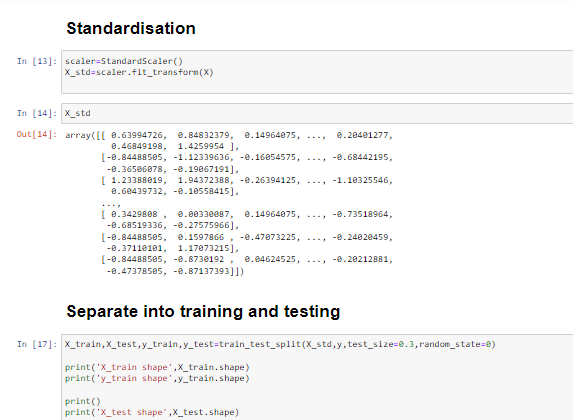 Standardisation
In [13]: scaler=StandardScaler()
X_std=scaler.fit_transform(X)
In [14]: X_std
Out[14]: array([[ 0.63994726,  0.84832379,  0.14964075, ...,  0.20401277,
0.46849198,  1.4259954 ],
[-0.84488505, -1.12339636, -0.16054575, ..., -0.68442195,
-0.36506078, -0.19067191],
[ 1.23388019,  1.94372388, -0.26394125, ..., -1.10325546,
0.60439732, -0.10558415],
...,
[ 0.3429808 ,  0.00330087,  0.14964075, ..., -0.73518964,
-0.68519336, -0.27575966],
[-0.84488505,  0.1597866 , -0.47073225, ..., -0.24020459,
-0.37110101,  1.17073215],
[-0.84488505, -0.8730192 ,  0.04624525, ..., -0.20212881,
-0.47378505, -0.87137393]])
Separate into training and testing
In [17]: X_train,X_test,y_train,y_test=train_test_split(X_std,y,test_size=0.3,random_state=0)
print('X_train shape',X_train.shape)
print('y_train shape',y_train.shape)
print()
print('X_test shape',X_test.shape)